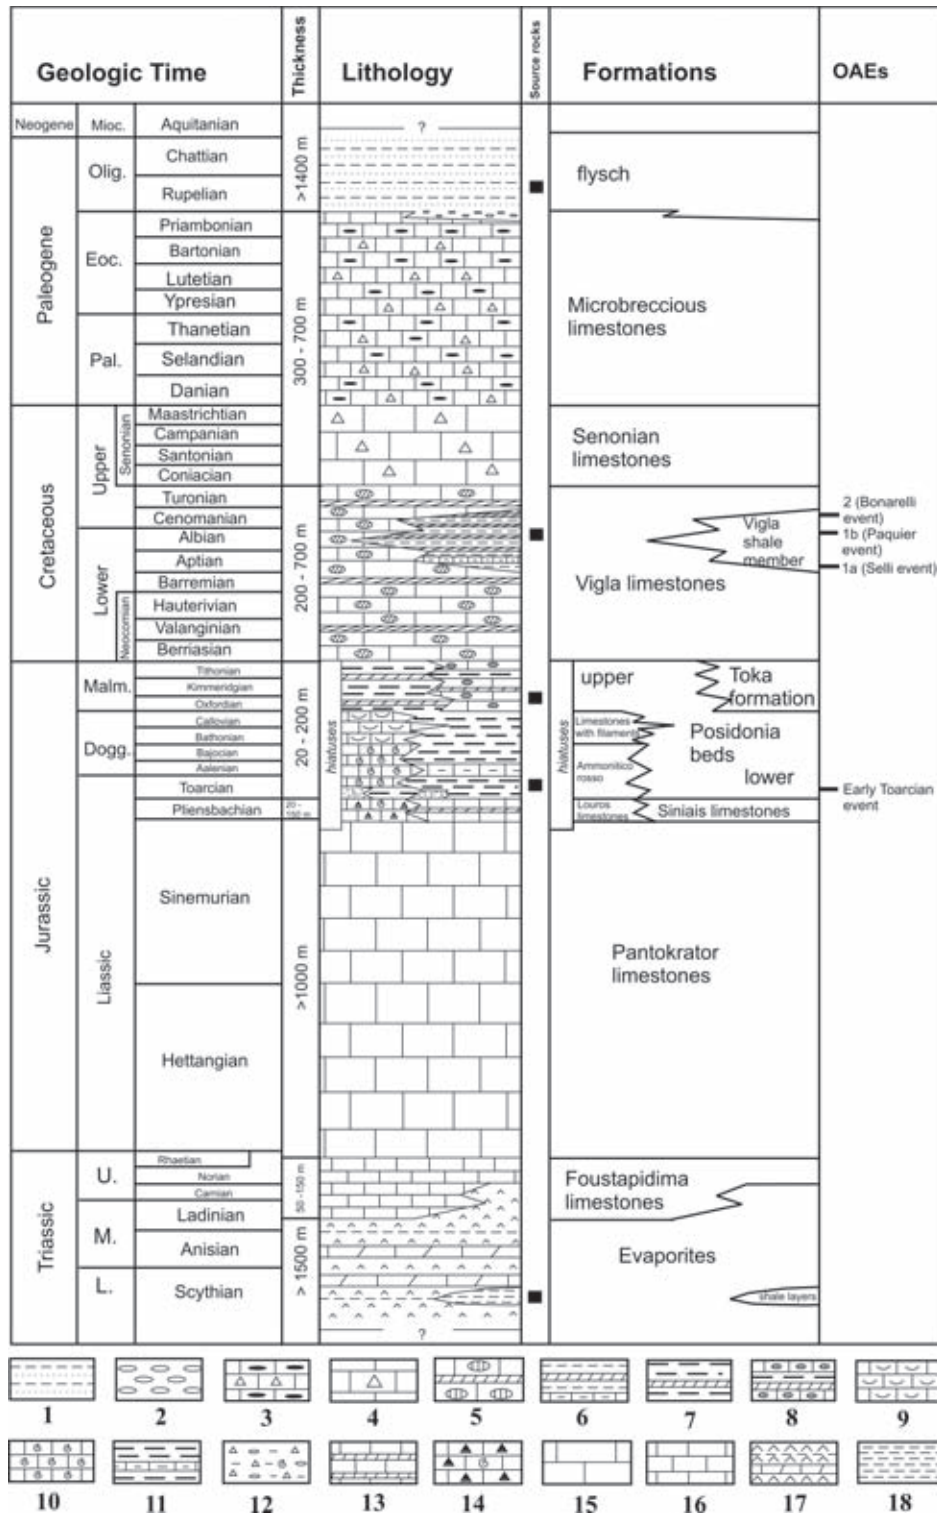 Geologic Time
Thickness
Lithology
Source rocks
Formations
OAEs
Neogene
Mioc.
Aquitanian
?
Paleogene
Olig.
Chattian
Rupelian
>1400 m
flysch
Eoc.
Priambonian
Bartonian
Lutetian
Ypresian
Pal.
Thanetian
Selandian
Danian
300 - 700 m
Microbreccious
limestones
Cretaceous
Upper
Senonian
Maastrichtian
Campanian
Santonian
Coniacian
Senonian
limestones
Turonian
Cenomanian
Lower
Albian
Aptian
Barremian
Neocomian
Hauterivian
Valanginian
Berriasian
200 - 700 m
Vigla limestones
Vigla
shale
member
2 (Bonarelli
event)
1b (Paquier
event)
1a (Selli event)
Jurassic
Malm.
Tithonian
Kimmeridgian
Oxfordian
Dogg.
Callovian
Bathonian
Bajocian
Aalenian
Liassic
Toarcian
Pliensbachian
Sinemurian
Hettangian
20 - 200 m
20
- 150 m
>1000 m
hiatuses
hiatuses
upper
Toka
formation
Limestones
with filaments
Posidonia
beds
Ammonitico
rosso
lower
Early Toarcian
event
Louros
limestones
Siniais limestones
Pantokrator
limestones
Triassic
U.
Rhaetian
Norian
Carnian
M.
Ladinian
Anisian
L.
Scythian
50 -150 m
> 1500 m
?
Foustapidima
limestones
Evaporites
shale layers
1 2 3 4 5 6 7 8 9
10 11 12 13 14 15 16 17 18